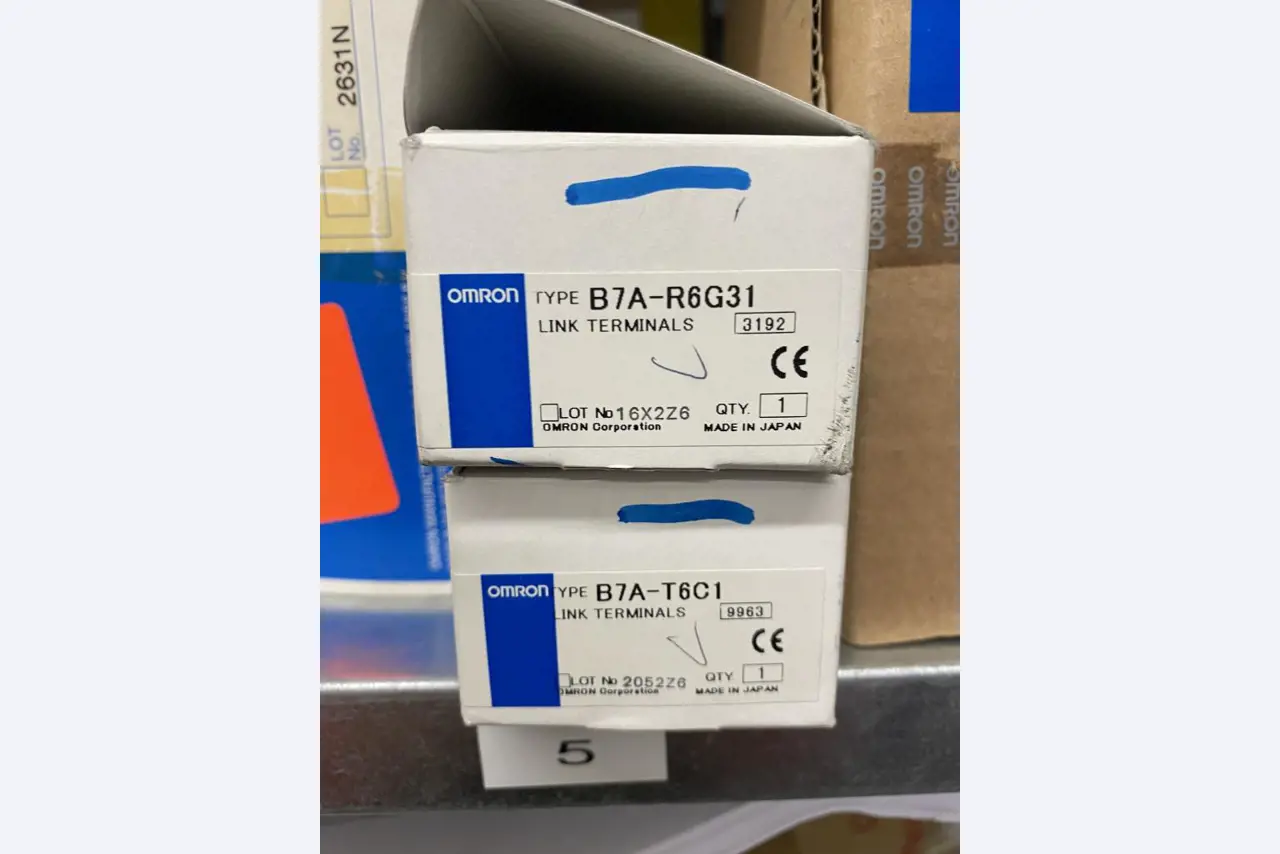 LOT No. 2631N
omron
omron
omron
OMRON TYPE B7A-R6G31
LINK TERMINALS 3192
CE
LOT No 16X2Z6 QTY. 1
OMRON Corporation MADE IN JAPAN
OMRON TYPE B7A-T6C1
LINK TERMINALS 9963
CE
LOT No 2052Z6 QTY 1
OMRON Corporation MADE IN JAPAN
5